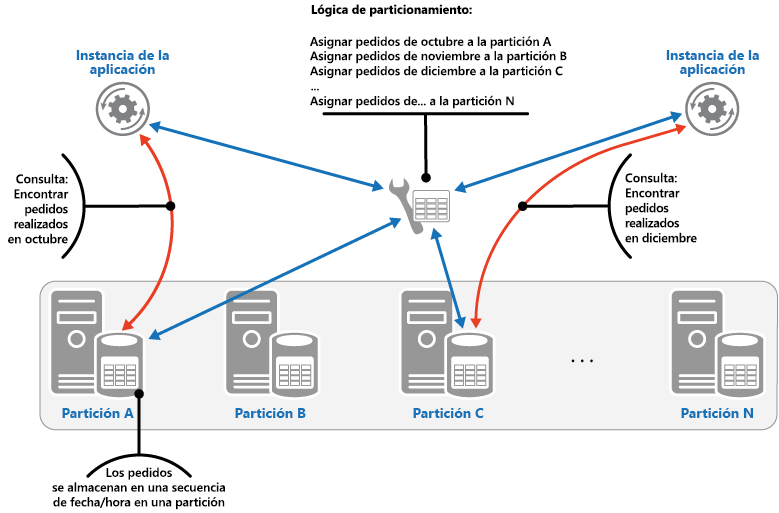 Lógica de particionamiento:
Asignar pedidos de octubre a la partición A
Asignar pedidos de noviembre a la partición B
Asignar pedidos de diciembre a la partición C
...
Asignar pedidos de... a la partición N
Instancia de la
aplicación
Instancia de la
aplicación
Consulta:
Encontrar
pedidos
realizados
en octubre
Consulta:
Encontrar
pedidos
realizados
en diciembre
...
Partición A
Partición B
Partición C
Partición N
Los pedidos
se almacenan en una secuencia
de fecha/hora en una partición